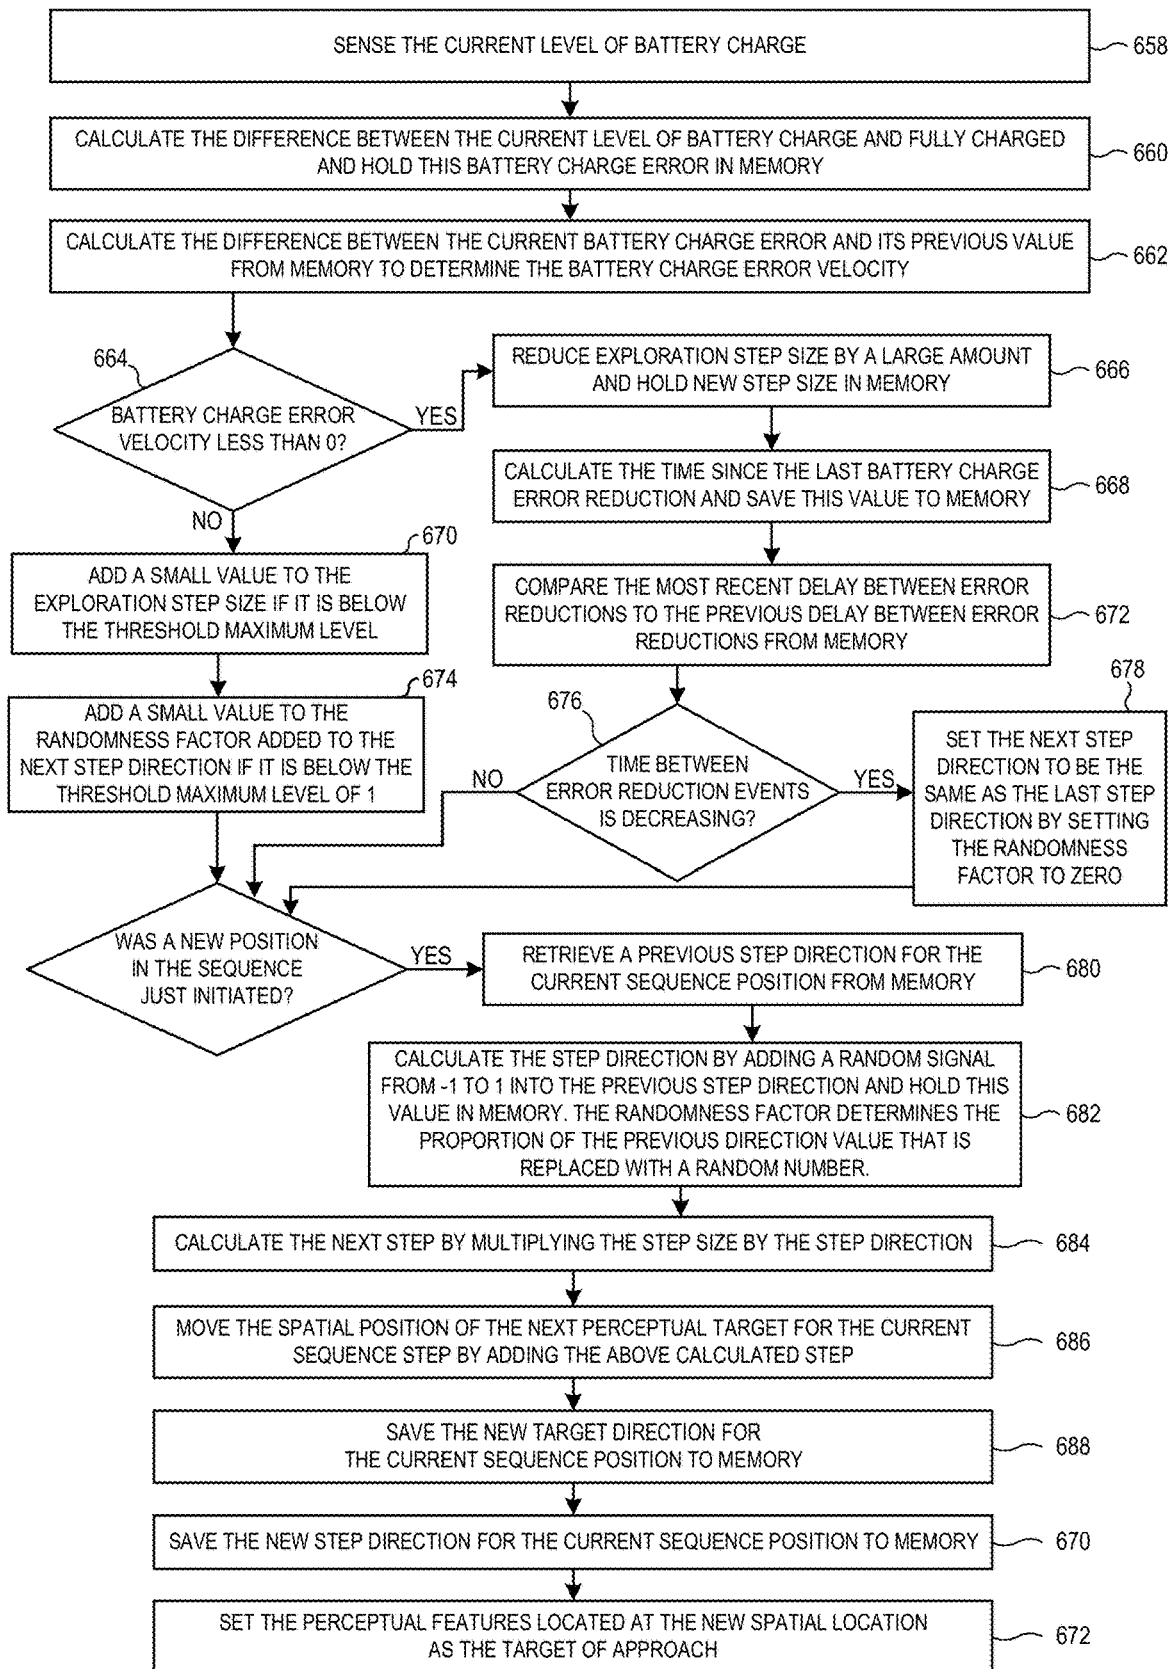 SENSE THE CURRENT LEVEL OF BATTERY CHARGE
658
CALCULATE THE DIFFERENCE BETWEEN THE CURRENT LEVEL OF BATTERY CHARGE AND FULLY CHARGED
AND HOLD THIS BATTERY CHARGE ERROR IN MEMORY
660
CALCULATE THE DIFFERENCE BETWEEN THE CURRENT BATTERY CHARGE ERROR AND ITS PREVIOUS VALUE
FROM MEMORY TO DETERMINE THE BATTERY CHARGE ERROR VELOCITY
662
664
BATTERY CHARGE ERROR
VELOCITY LESS THAN 0?
YES
NO
REDUCE EXPLORATION STEP SIZE BY A LARGE AMOUNT
AND HOLD NEW STEP SIZE IN MEMORY
666
CALCULATE THE TIME SINCE THE LAST BATTERY CHARGE
ERROR REDUCTION AND SAVE THIS VALUE TO MEMORY
668
670
ADD A SMALL VALUE TO THE
EXPLORATION STEP SIZE IF IT IS BELOW
THE THRESHOLD MAXIMUM LEVEL
COMPARE THE MOST RECENT DELAY BETWEEN ERROR
REDUCTIONS TO THE PREVIOUS DELAY BETWEEN ERROR
REDUCTIONS FROM MEMORY
672
674
ADD A SMALL VALUE TO THE
RANDOMNESS FACTOR ADDED TO THE
NEXT STEP DIRECTION IF IT IS BELOW THE
THRESHOLD MAXIMUM LEVEL OF 1
676
TIME BETWEEN
ERROR REDUCTION EVENTS
IS DECREASING?
NO
YES
678
SET THE NEXT STEP
DIRECTION TO BE THE
SAME AS THE LAST STEP
DIRECTION BY SETTING
THE RANDOMNESS
FACTOR TO ZERO
WAS A NEW POSITION
IN THE SEQUENCE
JUST INITIATED?
YES
RETRIEVE A PREVIOUS STEP DIRECTION FOR THE
CURRENT SEQUENCE POSITION FROM MEMORY
680
CALCULATE THE STEP DIRECTION BY ADDING A RANDOM SIGNAL
FROM -1 TO 1 INTO THE PREVIOUS STEP DIRECTION AND HOLD THIS
VALUE IN MEMORY. THE RANDOMNESS FACTOR DETERMINES THE
PROPORTION OF THE PREVIOUS DIRECTION VALUE THAT IS
REPLACED WITH A RANDOM NUMBER.
682
CALCULATE THE NEXT STEP BY MULTIPLYING THE STEP SIZE BY THE STEP DIRECTION
684
MOVE THE SPATIAL POSITION OF THE NEXT PERCEPTUAL TARGET FOR THE CURRENT
SEQUENCE STEP BY ADDING THE ABOVE CALCULATED STEP
686
SAVE THE NEW TARGET DIRECTION FOR
THE CURRENT SEQUENCE POSITION TO MEMORY
688
SAVE THE NEW STEP DIRECTION FOR THE CURRENT SEQUENCE POSITION TO MEMORY
670
SET THE PERCEPTUAL FEATURES LOCATED AT THE NEW SPATIAL LOCATION
AS THE TARGET OF APPROACH
672